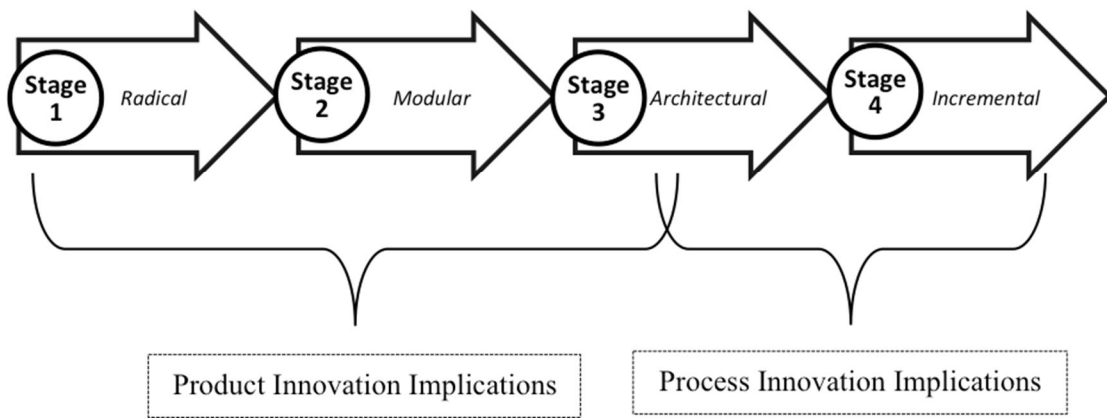 Stage
1
Radical
Stage
2
Modular
Stage
3
Architectural
Stage
4
Incremental
Product Innovation Implications
Process Innovation Implications